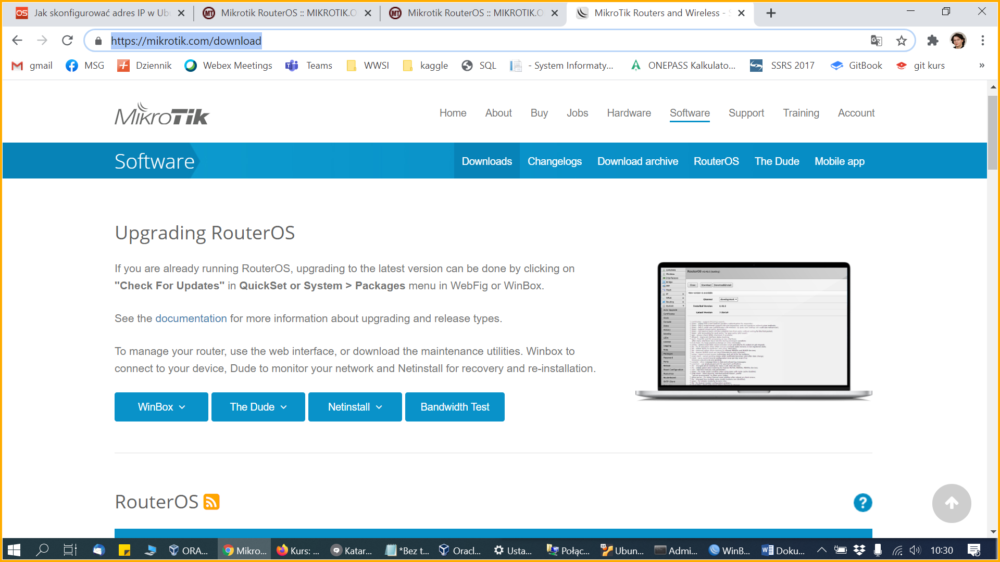 Jak skonfigurować adres IP w Ub
Mikrotik RouterOS :: MIKROTIK.O
Mikrotik RouterOS :: MIKROTIK.O
MikroTik Routers and Wireless - S
https://mikrotik.com/download
gmail
MSG
Dziennik
Webex Meetings
Teams
WWSI
kaggle
SQL
- System Informaty...
ONEPASS Kalkulato...
SSRS 2017
GitBook
git kurs
»
MikroTik
Home
About
Buy
Jobs
Hardware
Software
Support
Training
Account
Software
Downloads
Changelogs
Download archive
RouterOS
The Dude
Mobile app
Upgrading RouterOS
If you are already running RouterOS, upgrading to the latest version can be done by clicking on
"Check For Updates" in QuickSet or System > Packages menu in WebFig or WinBox.
See the documentation for more information about upgrading and release types.
To manage your router, use the web interface, or download the maintenance utilities. Winbox to
connect to your device, Dude to monitor your network and Netinstall for recovery and re-installation.
WinBox
The Dude
Netinstall
Bandwidth Test
RouterOS
?
ORA...
Mikro...
Kurs: ...
Katar...
*Bez t...
Oracl...
Usta...
Połąc...
Ubun...
Admi...
WinB...
Doku...
10:30